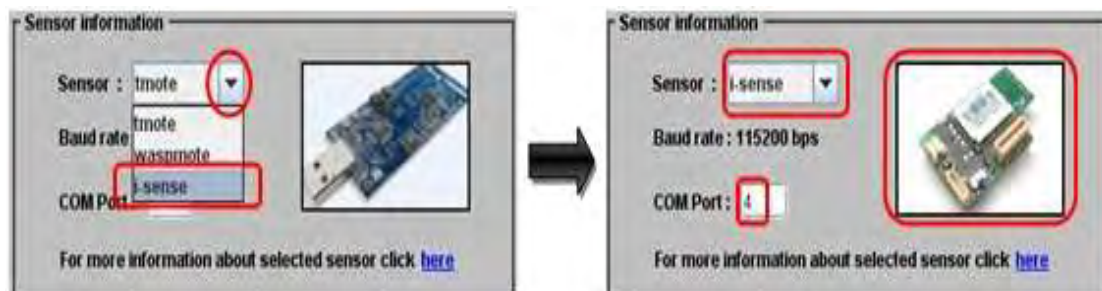 Sensor information
Sensor : tmote
tmote
Baud rate
waspmote
i-sense
COM Port
For more information about selected sensor click here
Sensor information
Sensor : i-sense
Baud rate : 115200 bps
COM Port : 4
For more information about selected sensor click here